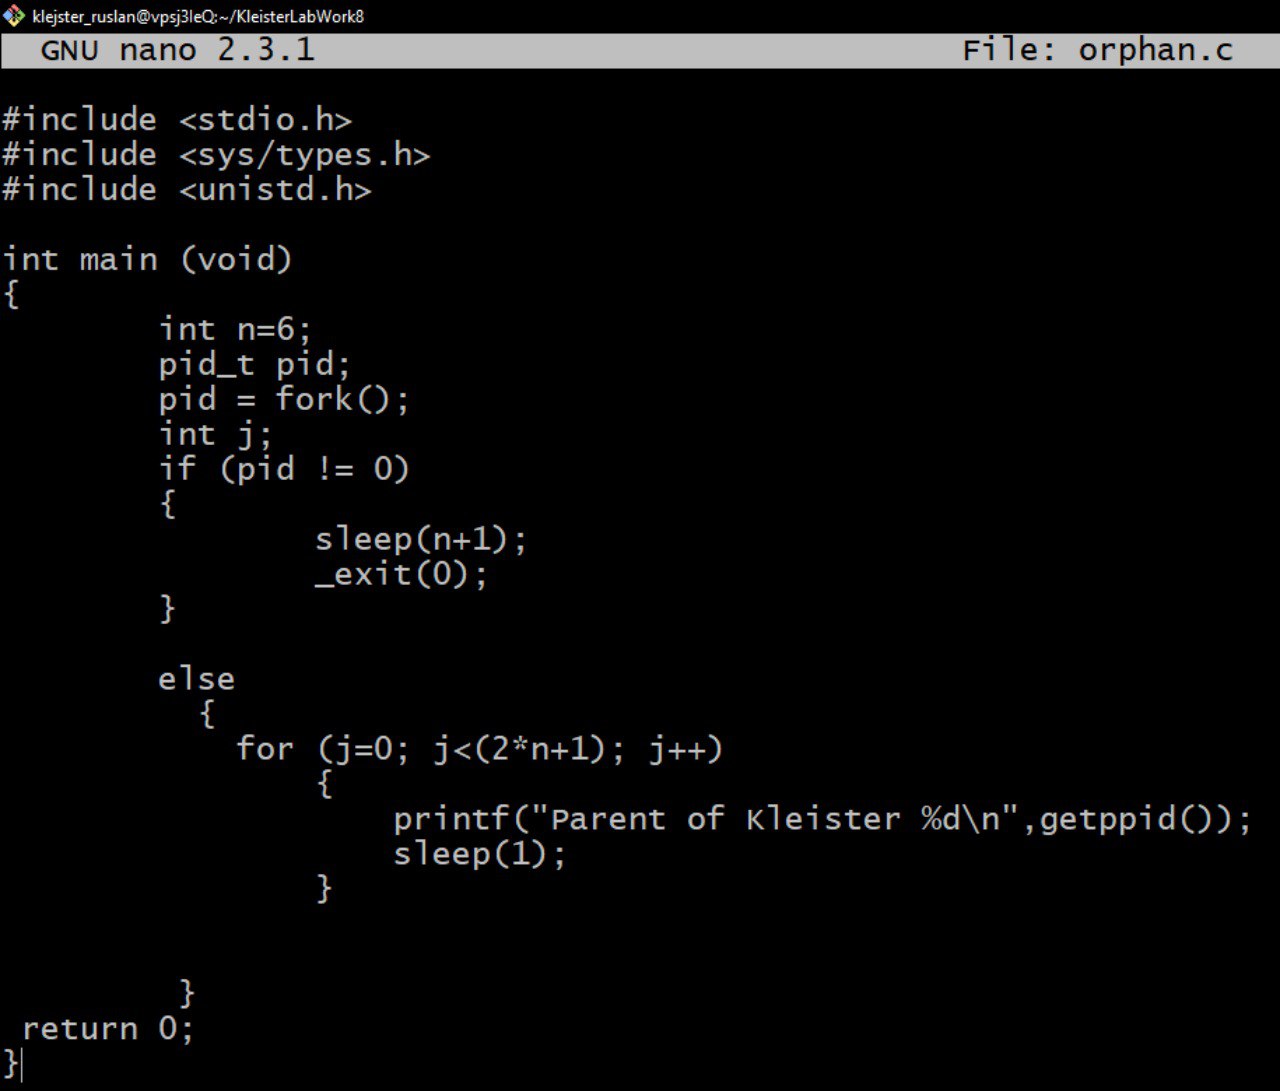 klejster_ruslan@vpsj3leQ:~/KleisterLabWork8
GNU nano 2.3.1 File: orphan.c
#include <stdio.h>
#include <sys/types.h>
#include <unistd.h>
int main (void)
{
int n=6;
pid_t pid;
pid = fork();
int j;
if (pid != 0)
{
sleep(n+1);
_exit(0);
}
else
{
for (j=0; j<(2*n+1); j++)
{
printf("Parent of Kleister %d\n",getppid());
sleep(1);
}
}
return 0;
}